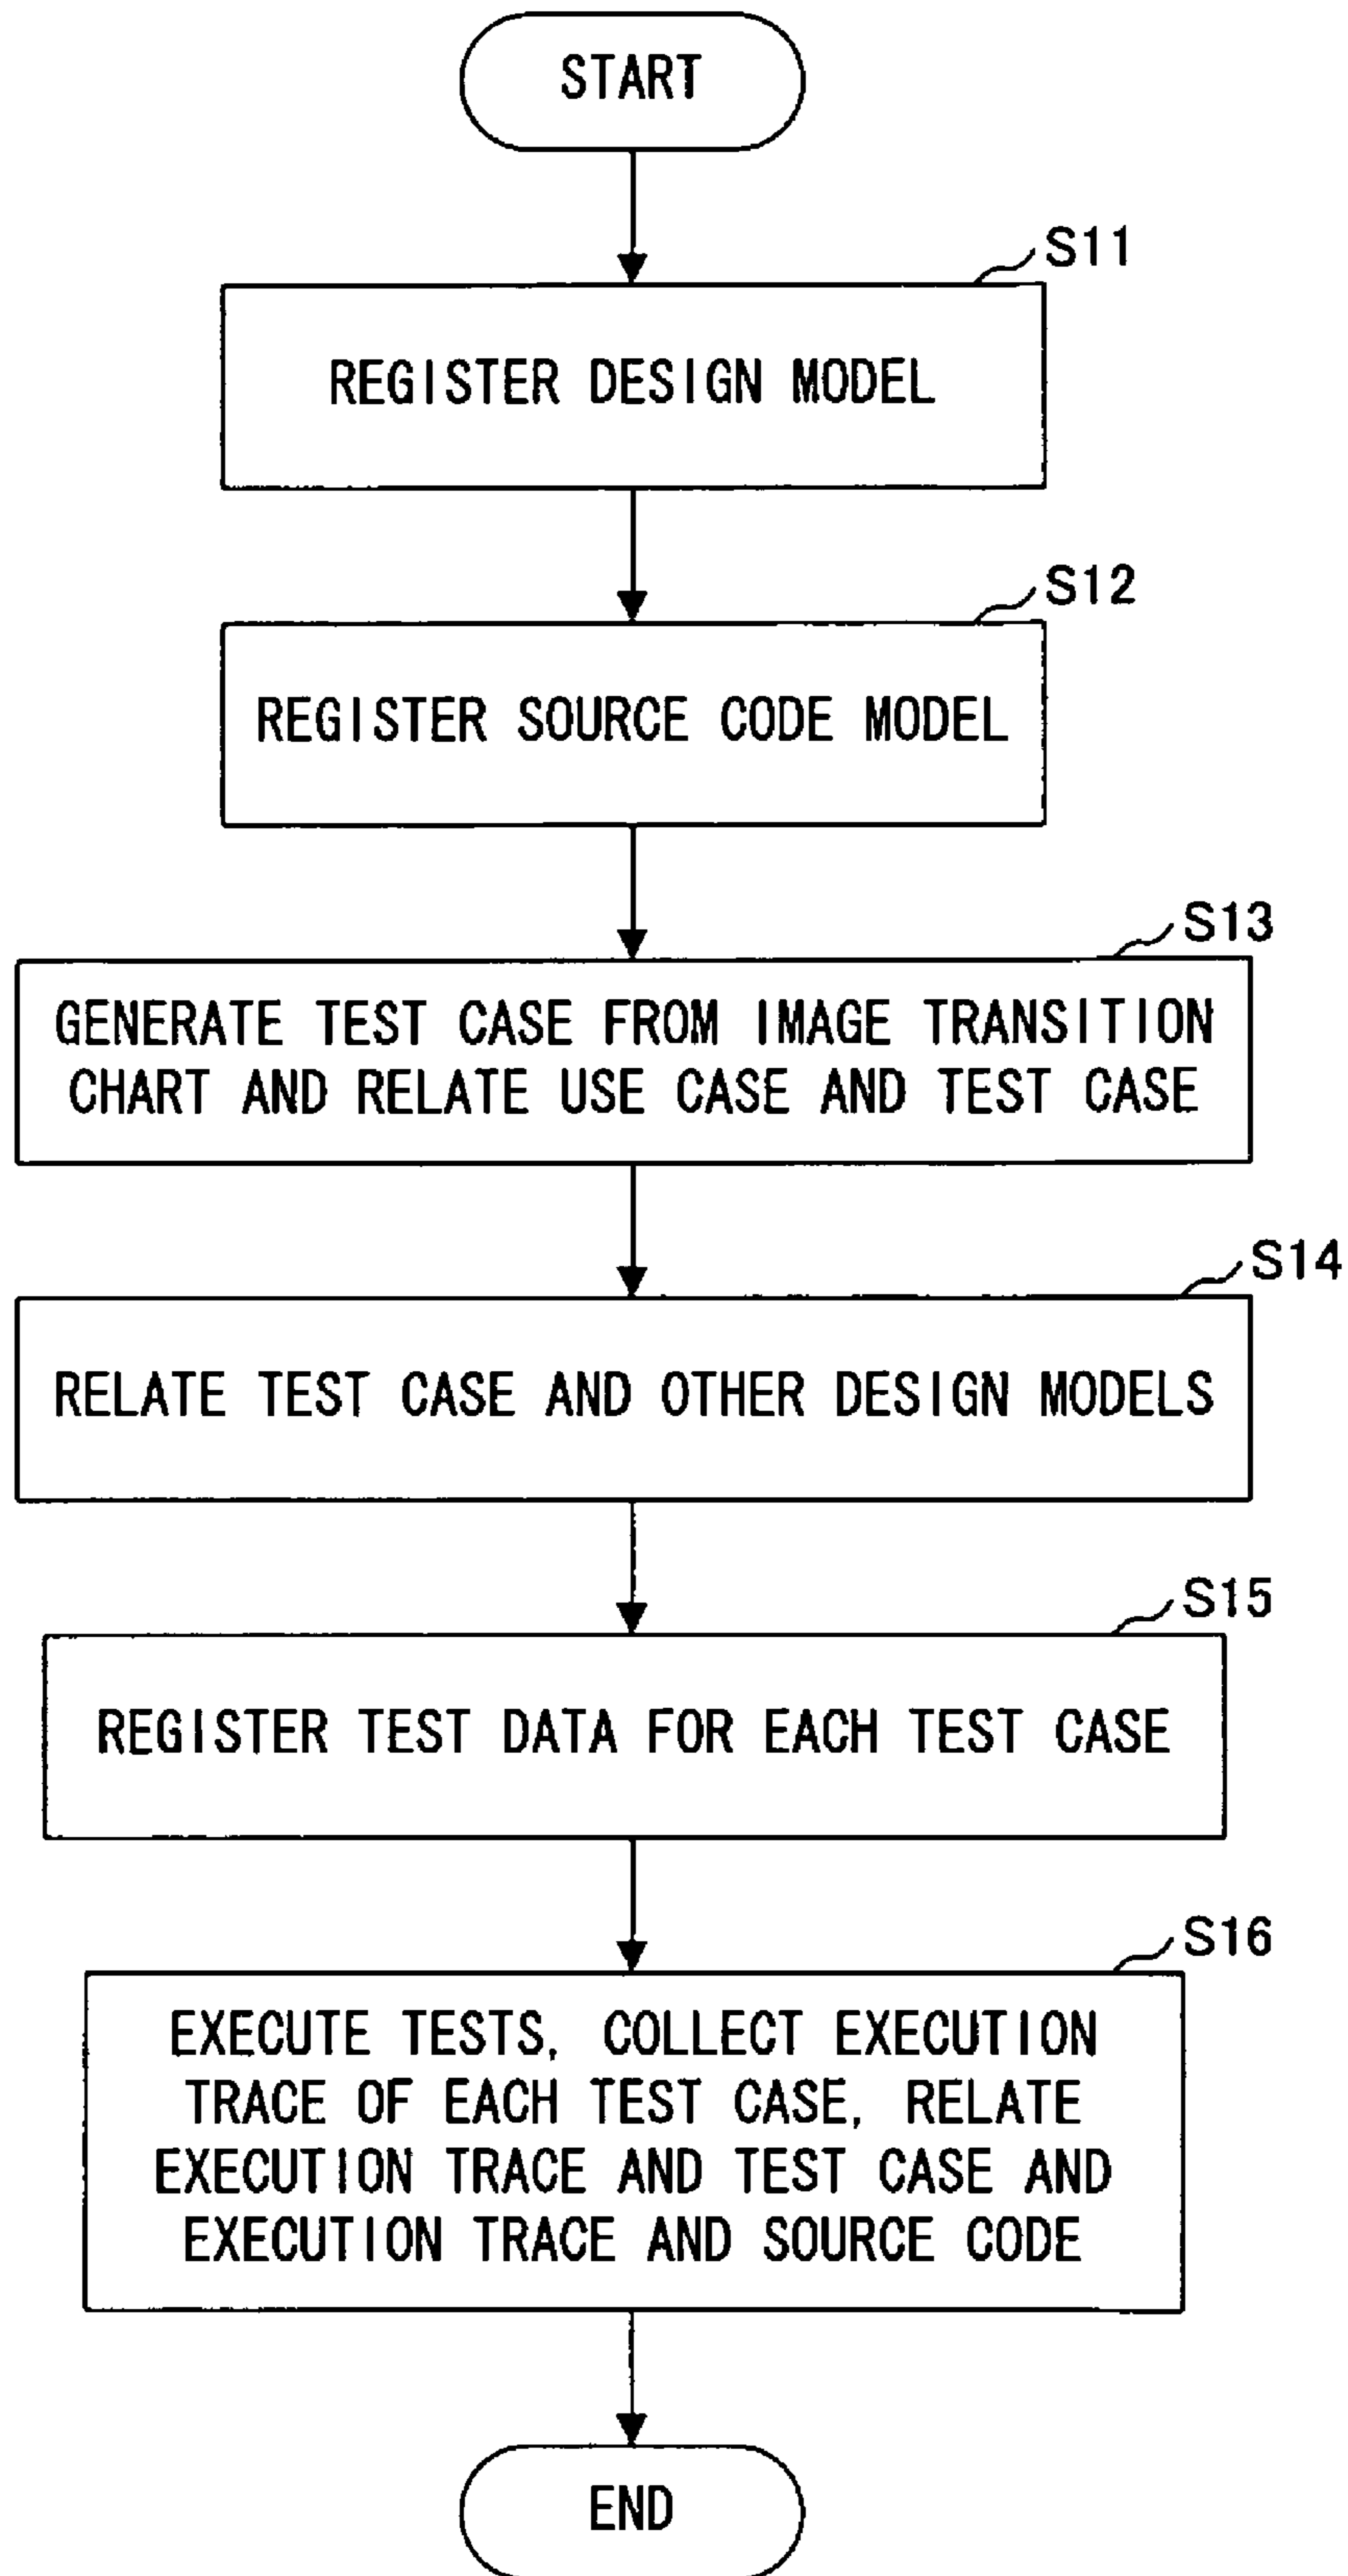 START
S11
REGISTER DESIGN MODEL
S12
REGISTER SOURCE CODE MODEL
S13
GENERATE TEST CASE FROM IMAGE TRANSITION
CHART AND RELATE USE CASE AND TEST CASE
S14
RELATE TEST CASE AND OTHER DESIGN MODELS
S15
REGISTER TEST DATA FOR EACH TEST CASE
S16
EXECUTE TESTS, COLLECT EXECUTION
TRACE OF EACH TEST CASE, RELATE
EXECUTION TRACE AND TEST CASE AND
EXECUTION TRACE AND SOURCE CODE
END